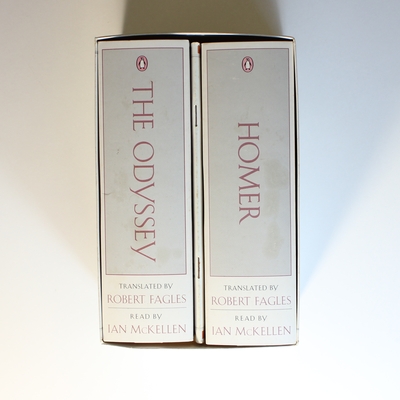 THE ODYSSEY
TRANSLATED BY
ROBERT FAGLES
READ BY
IAN McKELLEN
HOMER
TRANSLATED BY
ROBERT FAGLES
READ BY
IAN McKELLEN